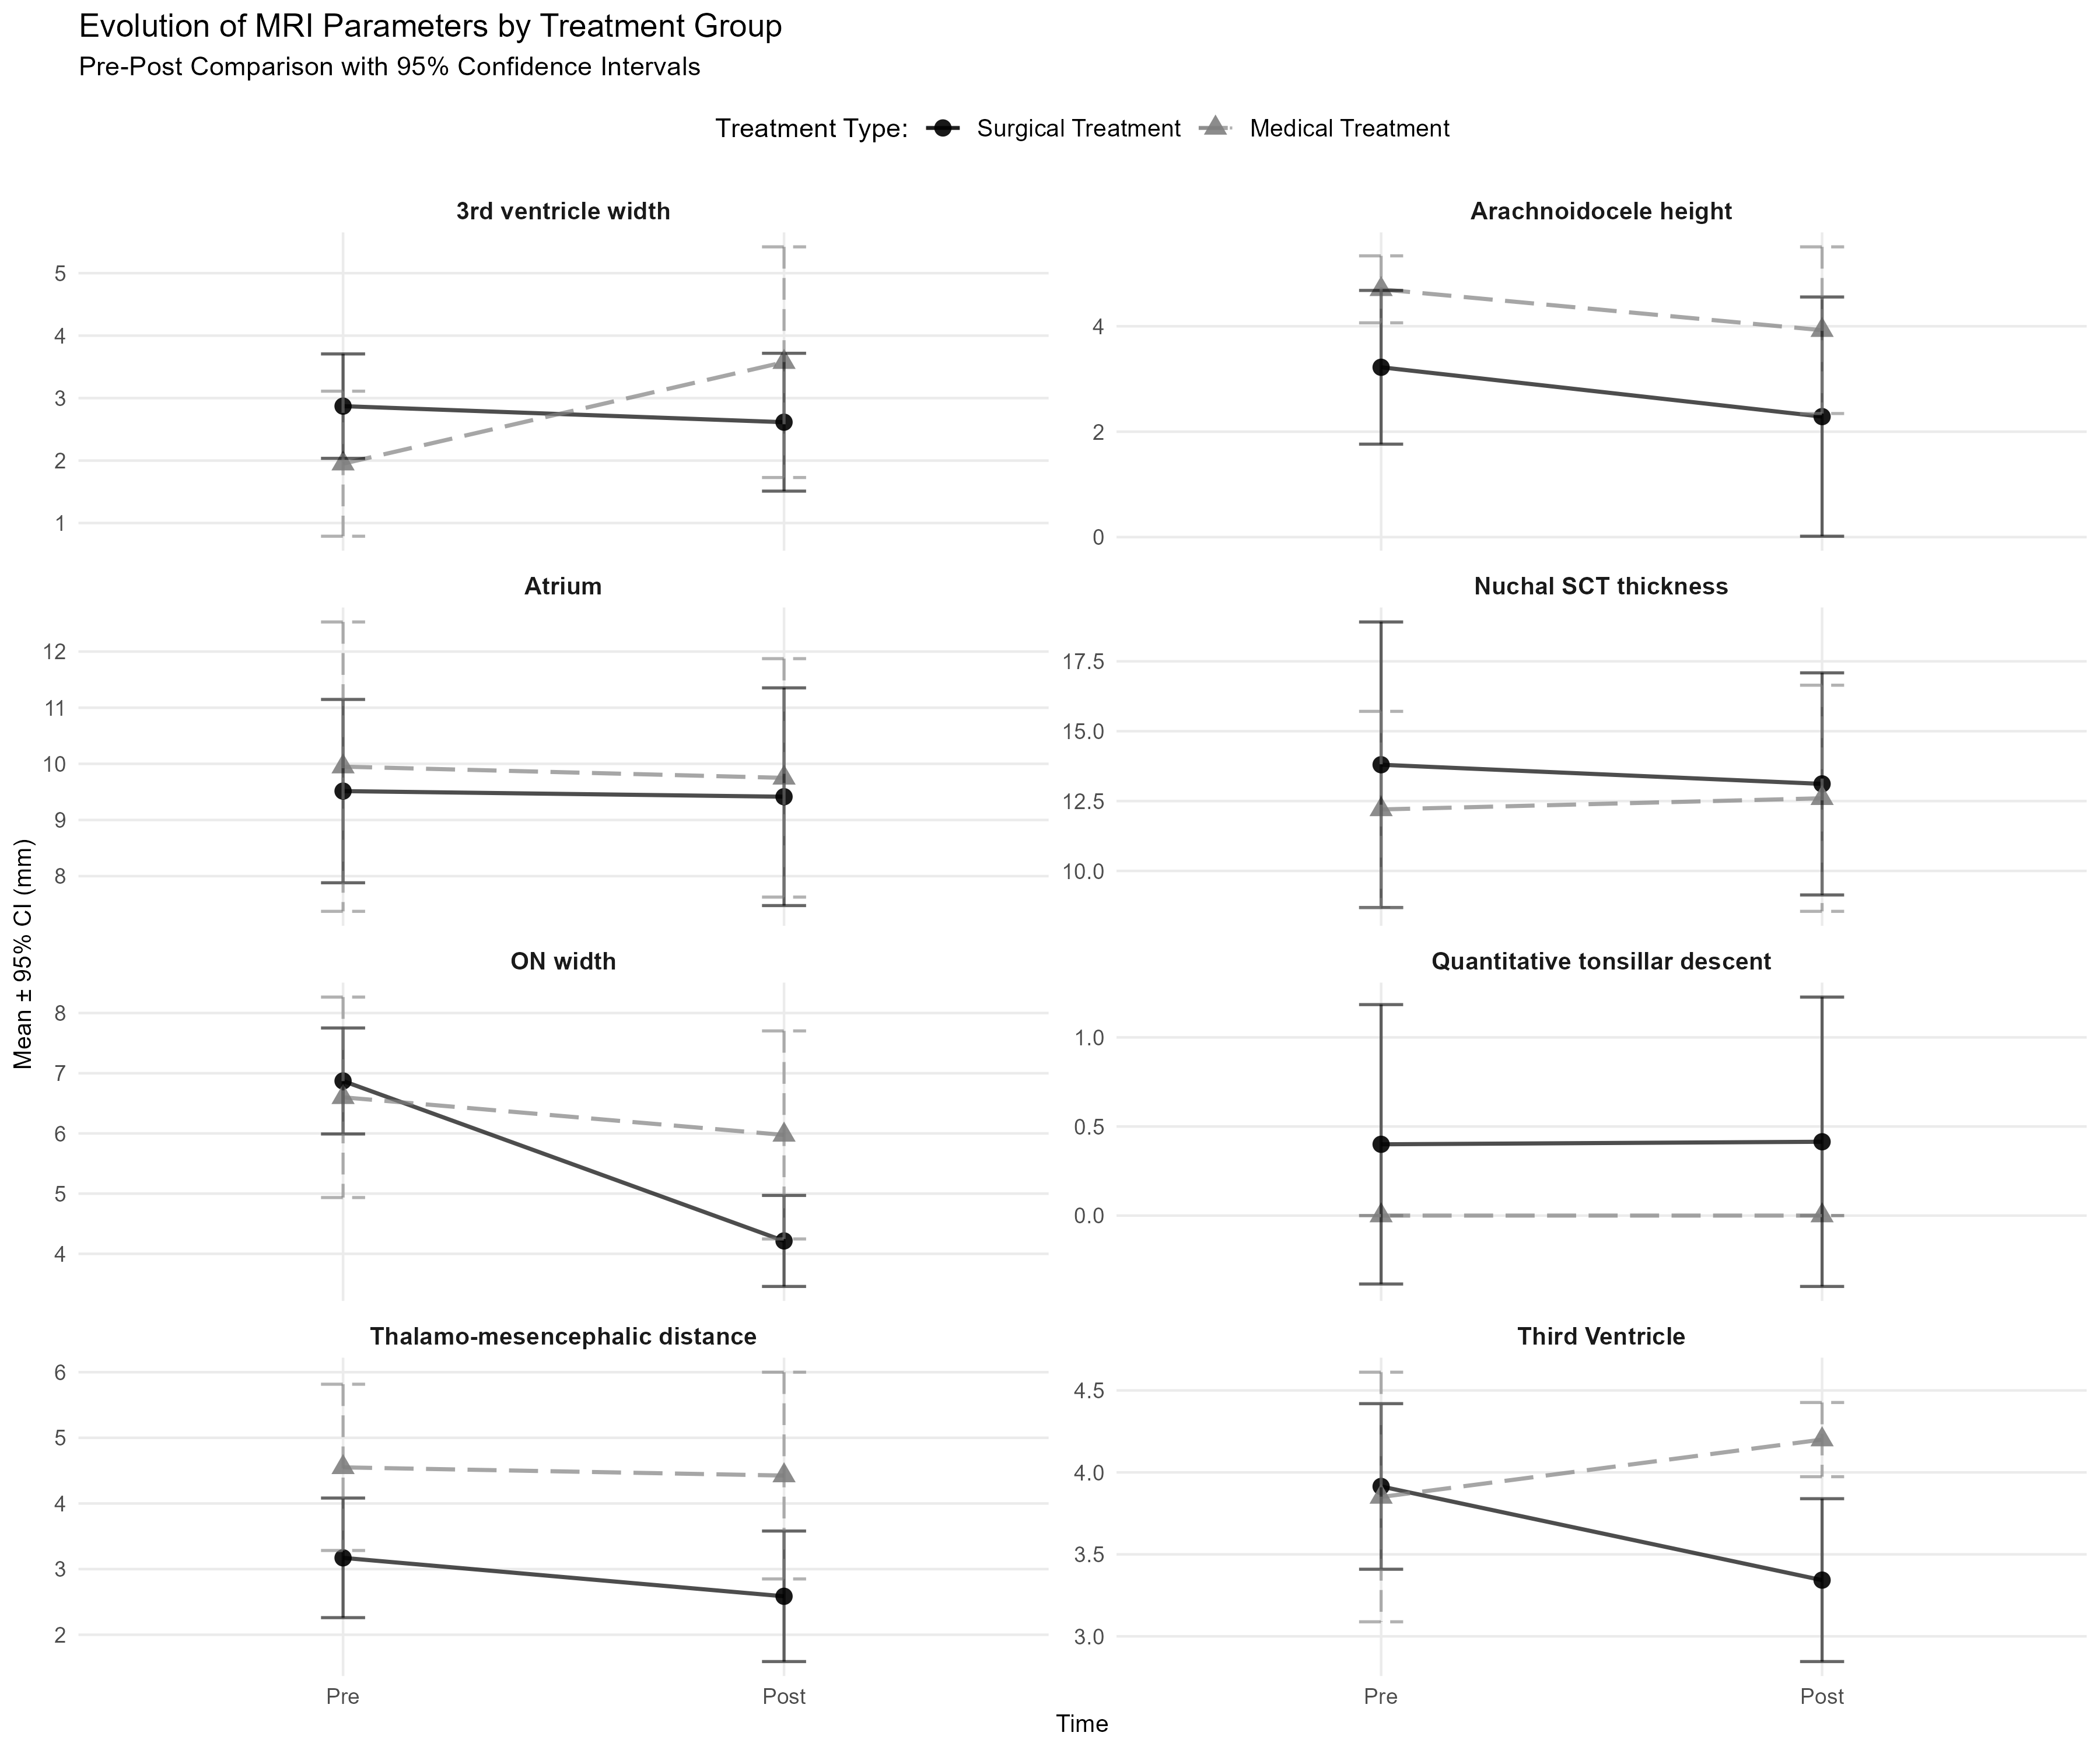 Evolution of MRI Parameters by Treatment Group
Pre-Post Comparison with 95% Confidence Intervals
Treatment Type: Surgical Treatment Medical Treatment
Mean ± 95% CI (mm)
3rd ventricle width
5
4
3
2
1
Arachnoidocele height
4
2
0
Atrium
12
11
10
9
8
Nuchal SCT thickness
17.5
15.0
12.5
10.0
ON width
8
7
6
5
4
Quantitative tonsillar descent
1.0
0.5
0.0
Thalamo-mesencephalic distance
6
5
4
3
2
Third Ventricle
4.5
4.0
3.5
3.0
Pre Post
Pre Post
Time